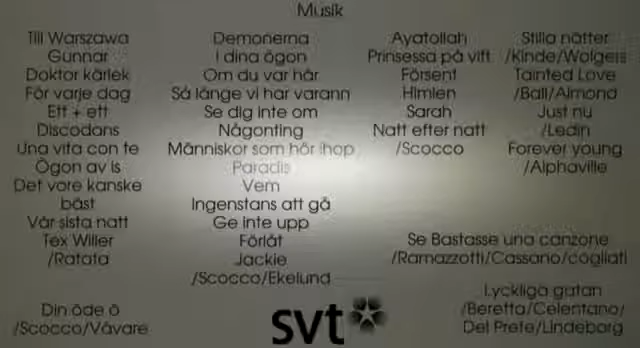 Musik
Till Warszawa
Gunnar
Doktor kärlek
För varje dag
Ett + ett
Discodans
Una vita con te
Ögon av is
Det vore kanske
bäst
Vår sista natt
Tex Willer
/Ratata
Din öde ö
/Scocco/Våvare
Demonerna
I dina ögon
Om du var här
Så länge vi har varann
Se dig inte om
Någonting
Människor som hör ihop
Paradis
Vem
Ingenstans att gå
Ge inte upp
Förlåt
Jackie
/Scocco/Ekelund
Ayatollah
Prinsessa på vift
Försent
Himlen
Sarah
Natt efter natt
/Scocco
Stilla nätter
/Kinde/Wolgers
Tainted Love
/Ball/Almond
Just nu
/Ledin
Forever young
/Alphaville
Se Bastasse una canzone
/Ramazzotti/Cassano/cogliati
Lyckliga gatan
/Beretta/Celentano/
Del Prete/Lindeborg
svt